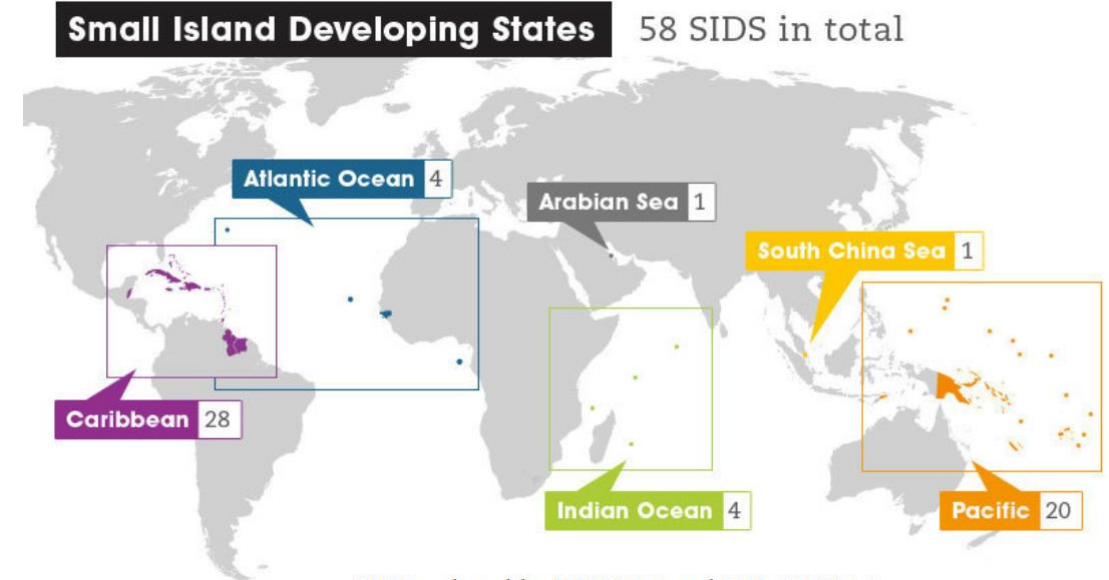 Small Island Developing States 58 SIDS in total
Atlantic Ocean 4
Arabian Sea 1
South China Sea 1
Caribbean 28
Indian Ocean 4
Pacific 20